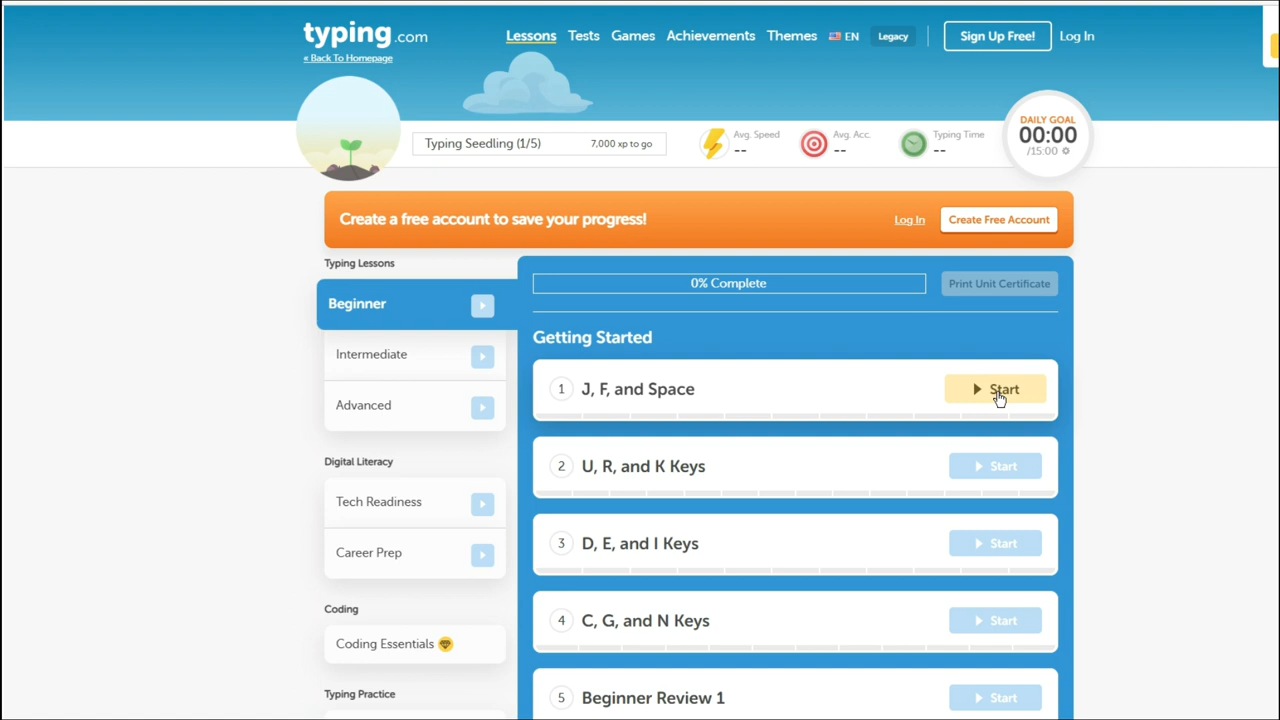 typing.com
« Back To Homepage
Lessons Tests Games Achievements Themes EN Legacy Sign Up Free! Log In
Typing Seedling (1/5) 7,000 xp to go
Avg. Speed
--
Avg. Acc.
--
Typing Time
--
DAILY GOAL
00:00
/15:00
Create a free account to save your progress! Log In Create Free Account
Typing Lessons
Beginner
Intermediate
Advanced
Digital Literacy
Tech Readiness
Career Prep
Coding
Coding Essentials
Typing Practice
0% Complete Print Unit Certificate
Getting Started
1 J, F, and Space Start
2 U, R, and K Keys Start
3 D, E, and I Keys Start
4 C, G, and N Keys Start
5 Beginner Review 1 Start